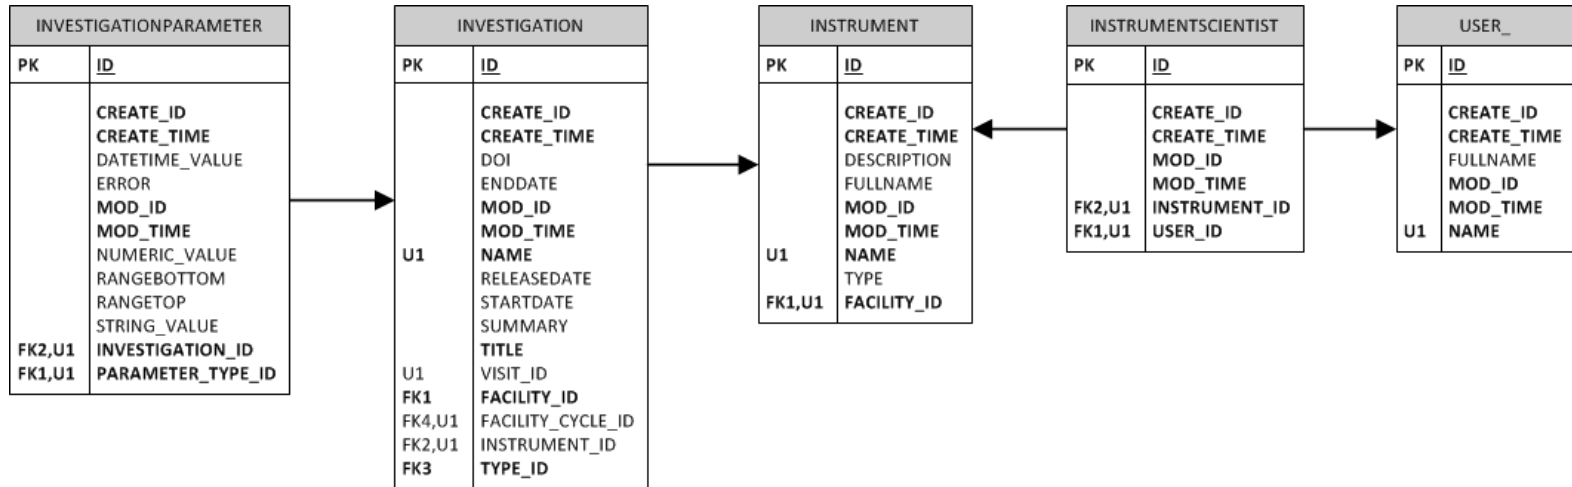 INVESTIGATIONPARAMETER
PK ID
CREATE_ID
CREATE_TIME
DATETIME_VALUE
ERROR
MOD_ID
MOD_TIME
NUMERIC_VALUE
RANGEBOTTOM
RANGETOP
STRING_VALUE
FK2,U1 INVESTIGATION_ID
FK1,U1 PARAMETER_TYPE_ID
INVESTIGATION
PK ID
CREATE_ID
CREATE_TIME
DOI
ENDDATE
MOD_ID
MOD_TIME
U1 NAME
RELEASEDATE
STARTDATE
SUMMARY
TITLE
U1 VISIT_ID
FK1 FACILITY_ID
FK4,U1 FACILITY_CYCLE_ID
FK2,U1 INSTRUMENT_ID
FK3 TYPE_ID
INSTRUMENT
PK ID
CREATE_ID
CREATE_TIME
DESCRIPTION
FULLNAME
MOD_ID
MOD_TIME
U1 NAME
TYPE
FK1,U1 FACILITY_ID
INSTRUMENTSCIENTIST
PK ID
CREATE_ID
CREATE_TIME
MOD_ID
MOD_TIME
FK2,U1 INSTRUMENT_ID
FK1,U1 USER_ID
USER_
PK ID
CREATE_ID
CREATE_TIME
FULLNAME
MOD_ID
MOD_TIME
U1 NAME